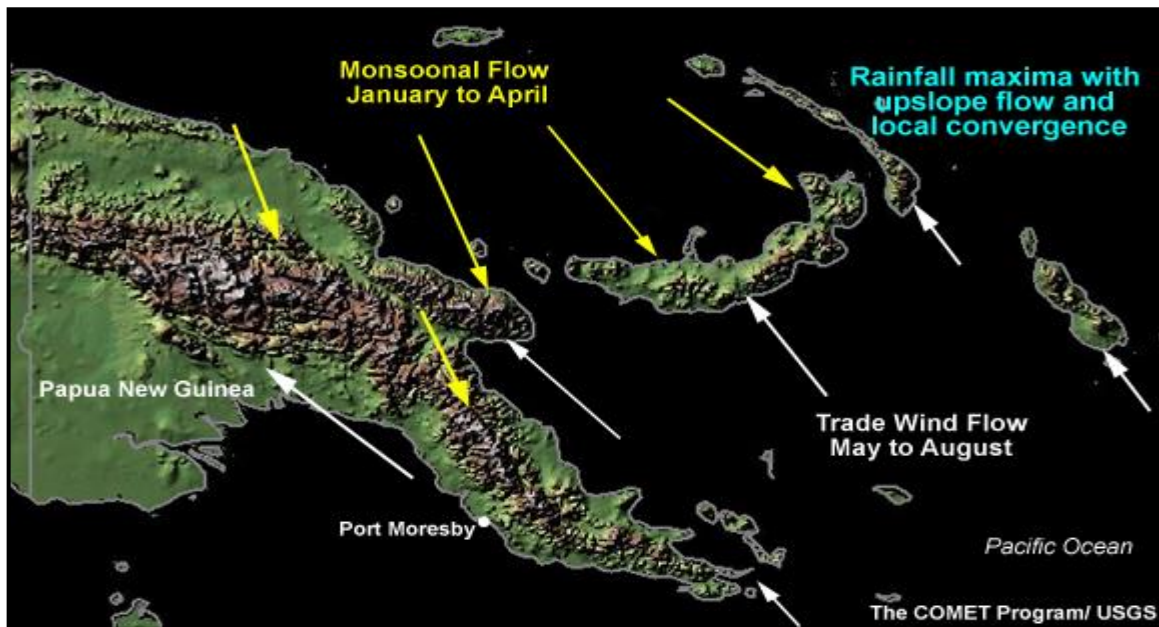 Monsoonal Flow
January to April
Rainfall maxima with
upslope flow and
local convergence
Papua New Guinea
Trade Wind Flow
May to August
Port Moresby
Pacific Ocean
The COMET Program/ USGS